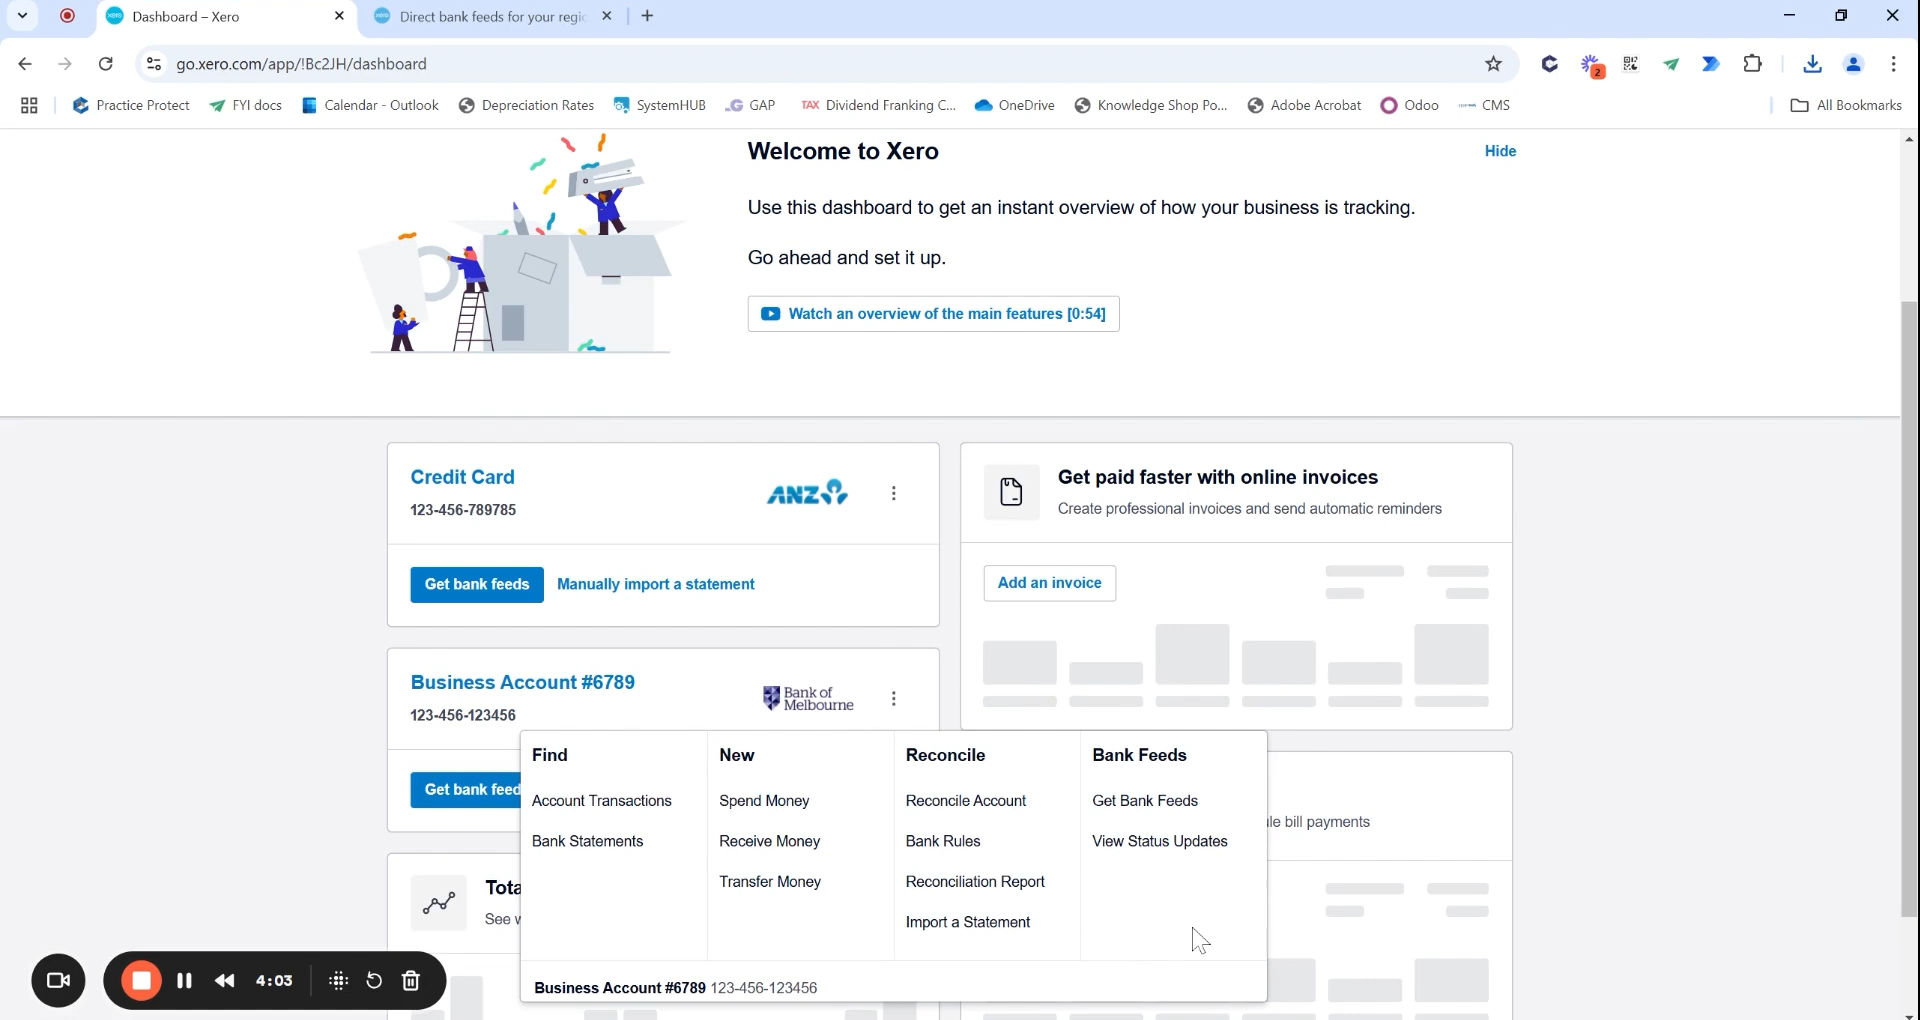 Dashboard – Xero
Direct bank feeds for your regi
go.xero.com/app/!Bc2JH/dashboard
2
Practice Protect
FYI docs
Calendar - Outlook
Depreciation Rates
SystemHUB
GAP
TAX Dividend Franking C...
OneDrive
Knowledge Shop Po...
Adobe Acrobat
Odoo
CMS
All Bookmarks
Welcome to Xero
Hide
Use this dashboard to get an instant overview of how your business is tracking.
Go ahead and set it up.
Watch an overview of the main features [0:54]
Credit Card
123-456-789785
ANZ
Get bank feeds
Manually import a statement
Get paid faster with online invoices
Create professional invoices and send automatic reminders
Add an invoice
Business Account #6789
123-456-123456
Bank of
Melbourne
Get bank feed
Find
Account Transactions
Bank Statements
New
Spend Money
Receive Money
Transfer Money
Reconcile
Reconcile Account
Bank Rules
Reconciliation Report
Import a Statement
Bank Feeds
Get Bank Feeds
View Status Updates
Business Account #6789 123-456-123456
le bill payments
Tota
See w
4:03